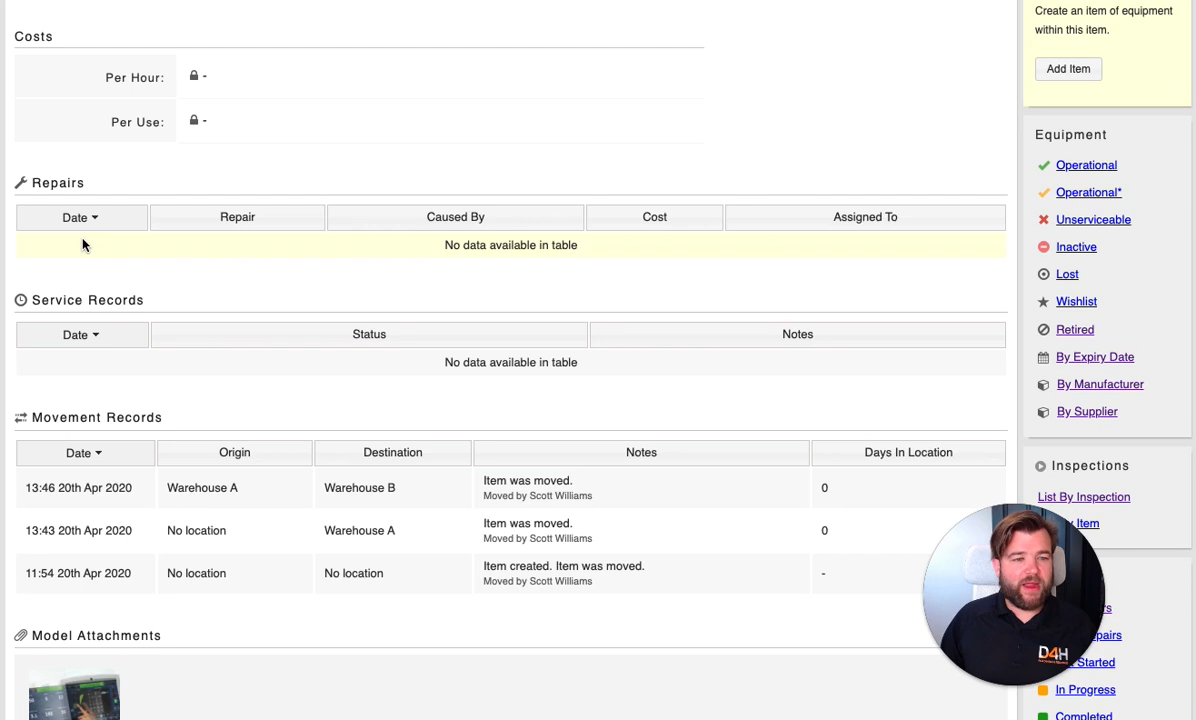 Create an item of equipment
within this item.
Costs
Add Item
Per Hour: -
Per Use: -
Equipment
Operational
Repairs
Operational*
Date Repair Caused By Cost Assigned To
Unserviceable
No data available in table
Inactive
Lost
Service Records
Wishlist
Date Status Notes
Retired
No data available in table
By Expiry Date
By Manufacturer
Movement Records
By Supplier
Date Origin Destination Notes Days In Location
Inspections
13:46 20th Apr 2020 Warehouse A Warehouse B Item was moved. 0
Moved by Scott Williams
List By Inspection
13:43 20th Apr 2020 No location Warehouse A Item was moved. 0
Moved by Scott Williams
Item
11:54 20th Apr 2020 No location No location Item created. Item was moved. -
Moved by Scott Williams
Model Attachments
D4H
Started
In Progress
Completed